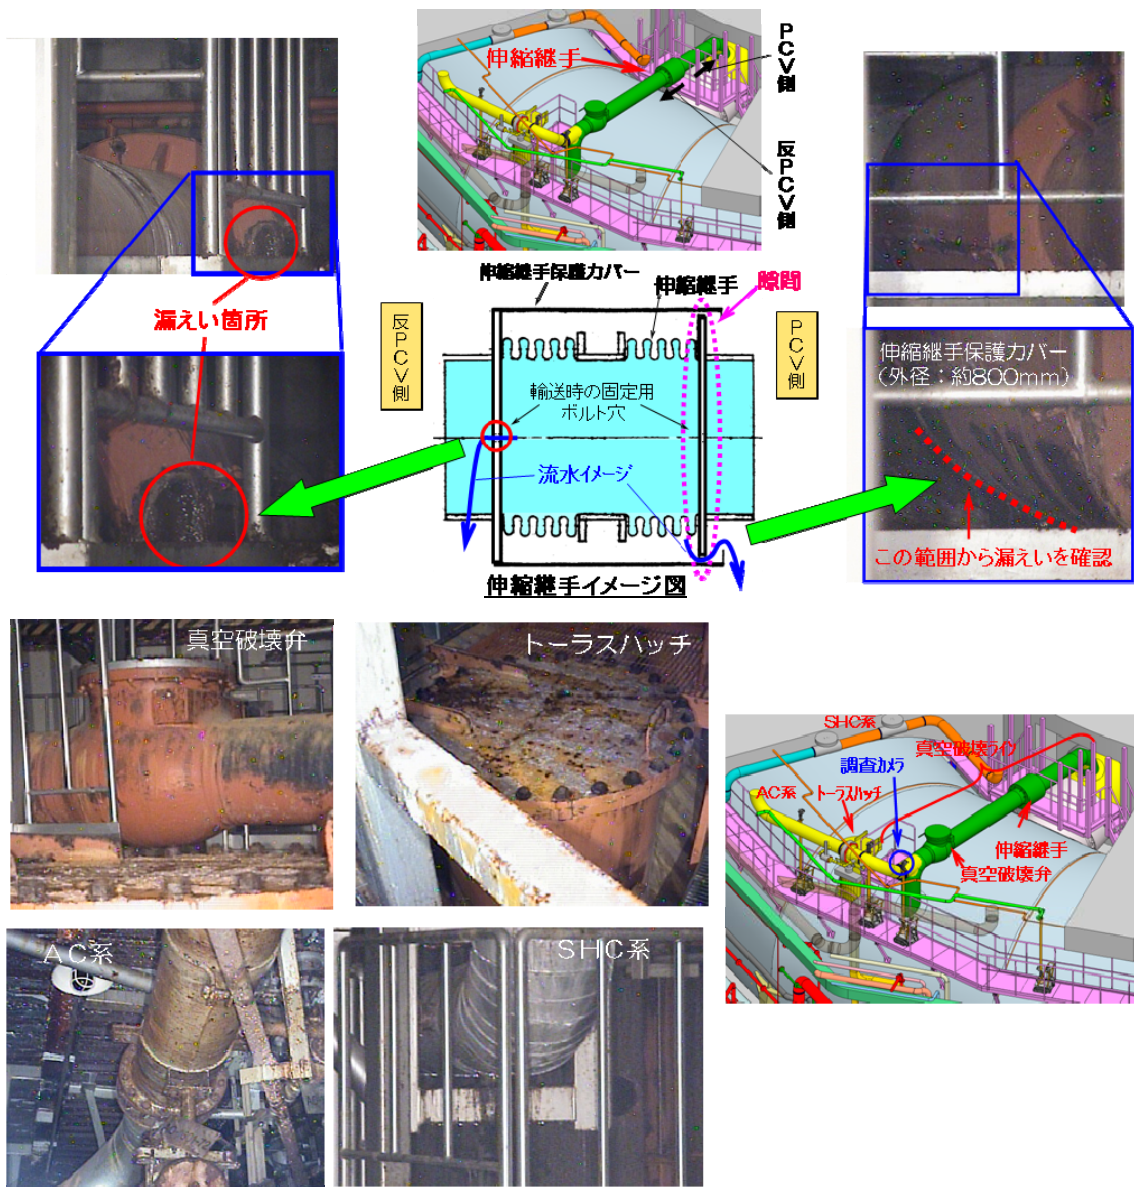 伸縮継手
PCV側
反PCV側
漏えい箇所
伸縮継手保護カバー
伸縮継手
隙間
反PCV側
PCV側
輸送時の固定用
ボルト穴
流水イメージ
伸縮継手イメージ図
伸縮継手保護カバー
(外径：約800mm)
この範囲から漏えいを確認
真空破壊弁
トーラスハッチ
SHC系
真空破壊ライン
調査カメラ
AC系
トーラスハッチ
伸縮継手
真空破壊弁
AC系
SHC系